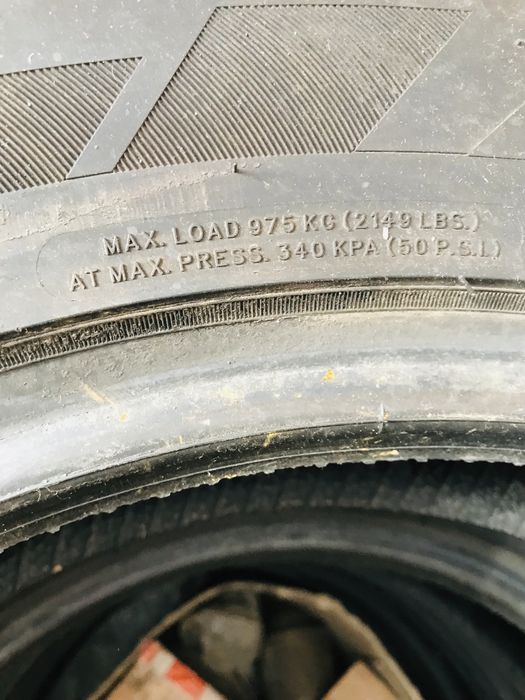 MAX. LOAD 975 KG (2149 LBS.)
AT MAX. PRESS. 340 KPA (50 P.S.I.)